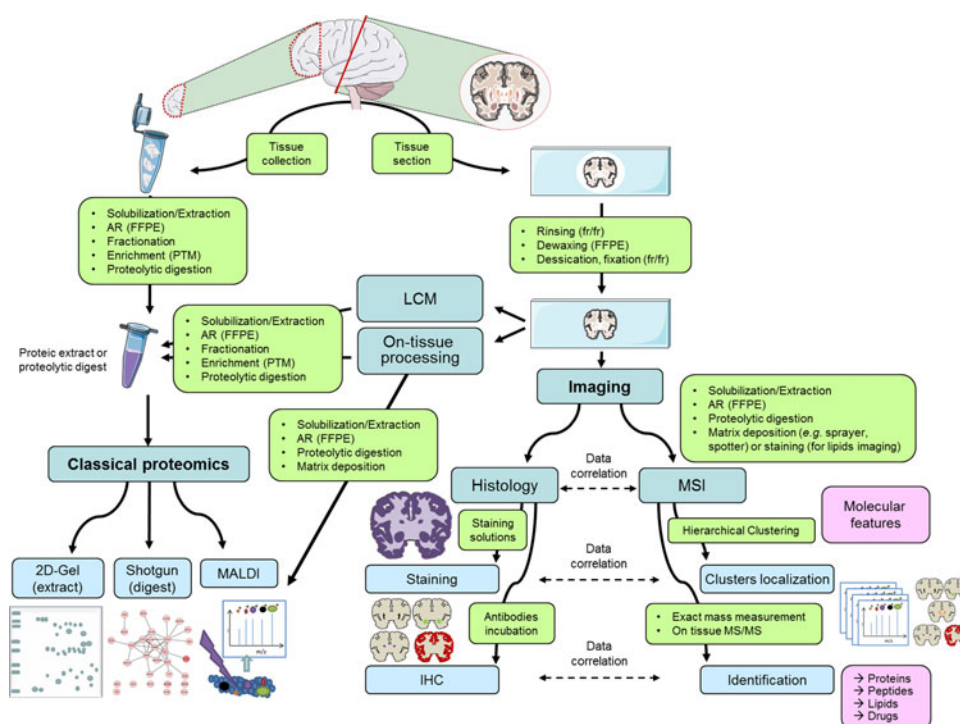 Tissue
collection
Tissue
section
• Solubilization/Extraction
• AR (FFPE)
• Fractionation
• Enrichment (PTM)
• Proteolytic digestion
• Rinsing (fr/fr)
• Dewaxing (FFPE)
• Dessication, fixation (fr/fr)
LCM
On-tissue
processing
• Solubilization/Extraction
• AR (FFPE)
• Fractionation
• Enrichment (PTM)
• Proteolytic digestion
Proteic extract or
proteolytic digest
Imaging
• Solubilization/Extraction
• AR (FFPE)
• Proteolytic digestion
• Matrix deposition (e.g. sprayer,
spotter) or staining (for lipids imaging)
• Solubilization/Extraction
• AR (FFPE)
• Proteolytic digestion
• Matrix deposition
Classical proteomics
Data
correlation
Histology
MSI
Molecular
features
Staining
solutions
Hierarchical Clustering
2D-Gel
(extract)
Shotgun
(digest)
MALDI
Data
correlation
Staining
Clusters localization
Antibodies
incubation
• Exact mass measurement
• On tissue MS/MS
m/z
m/z
Data
correlation
IHC
Identification
→ Proteins
→ Peptides
→ Lipids
→ Drugs